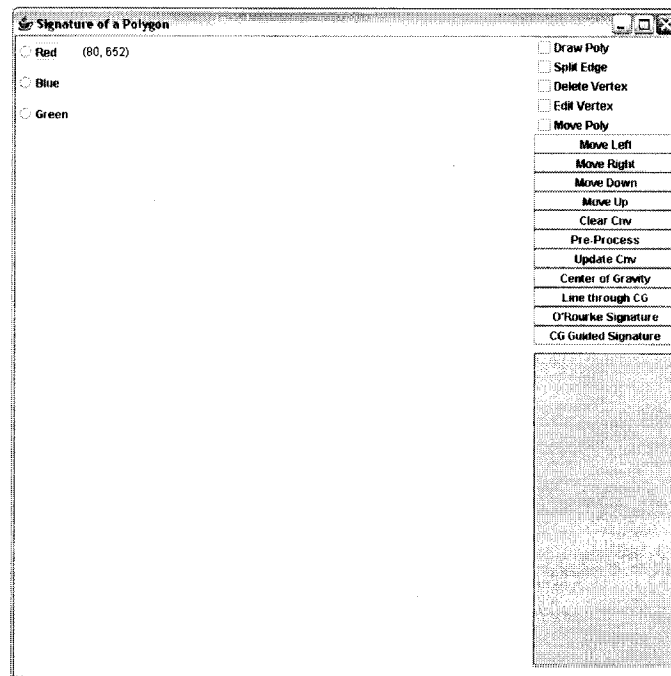 Signature of a Polygon
Red (80, 652)
Blue
Green
Draw Poly
Split Edge
Delete Vertex
Edit Vertex
Move Poly
Move Left
Move Right
Move Down
Move Up
Clear Cnv
Pre-Process
Update Cnv
Center of Gravity
Line through CG
O'Rourke Signature
CG Guided Signature